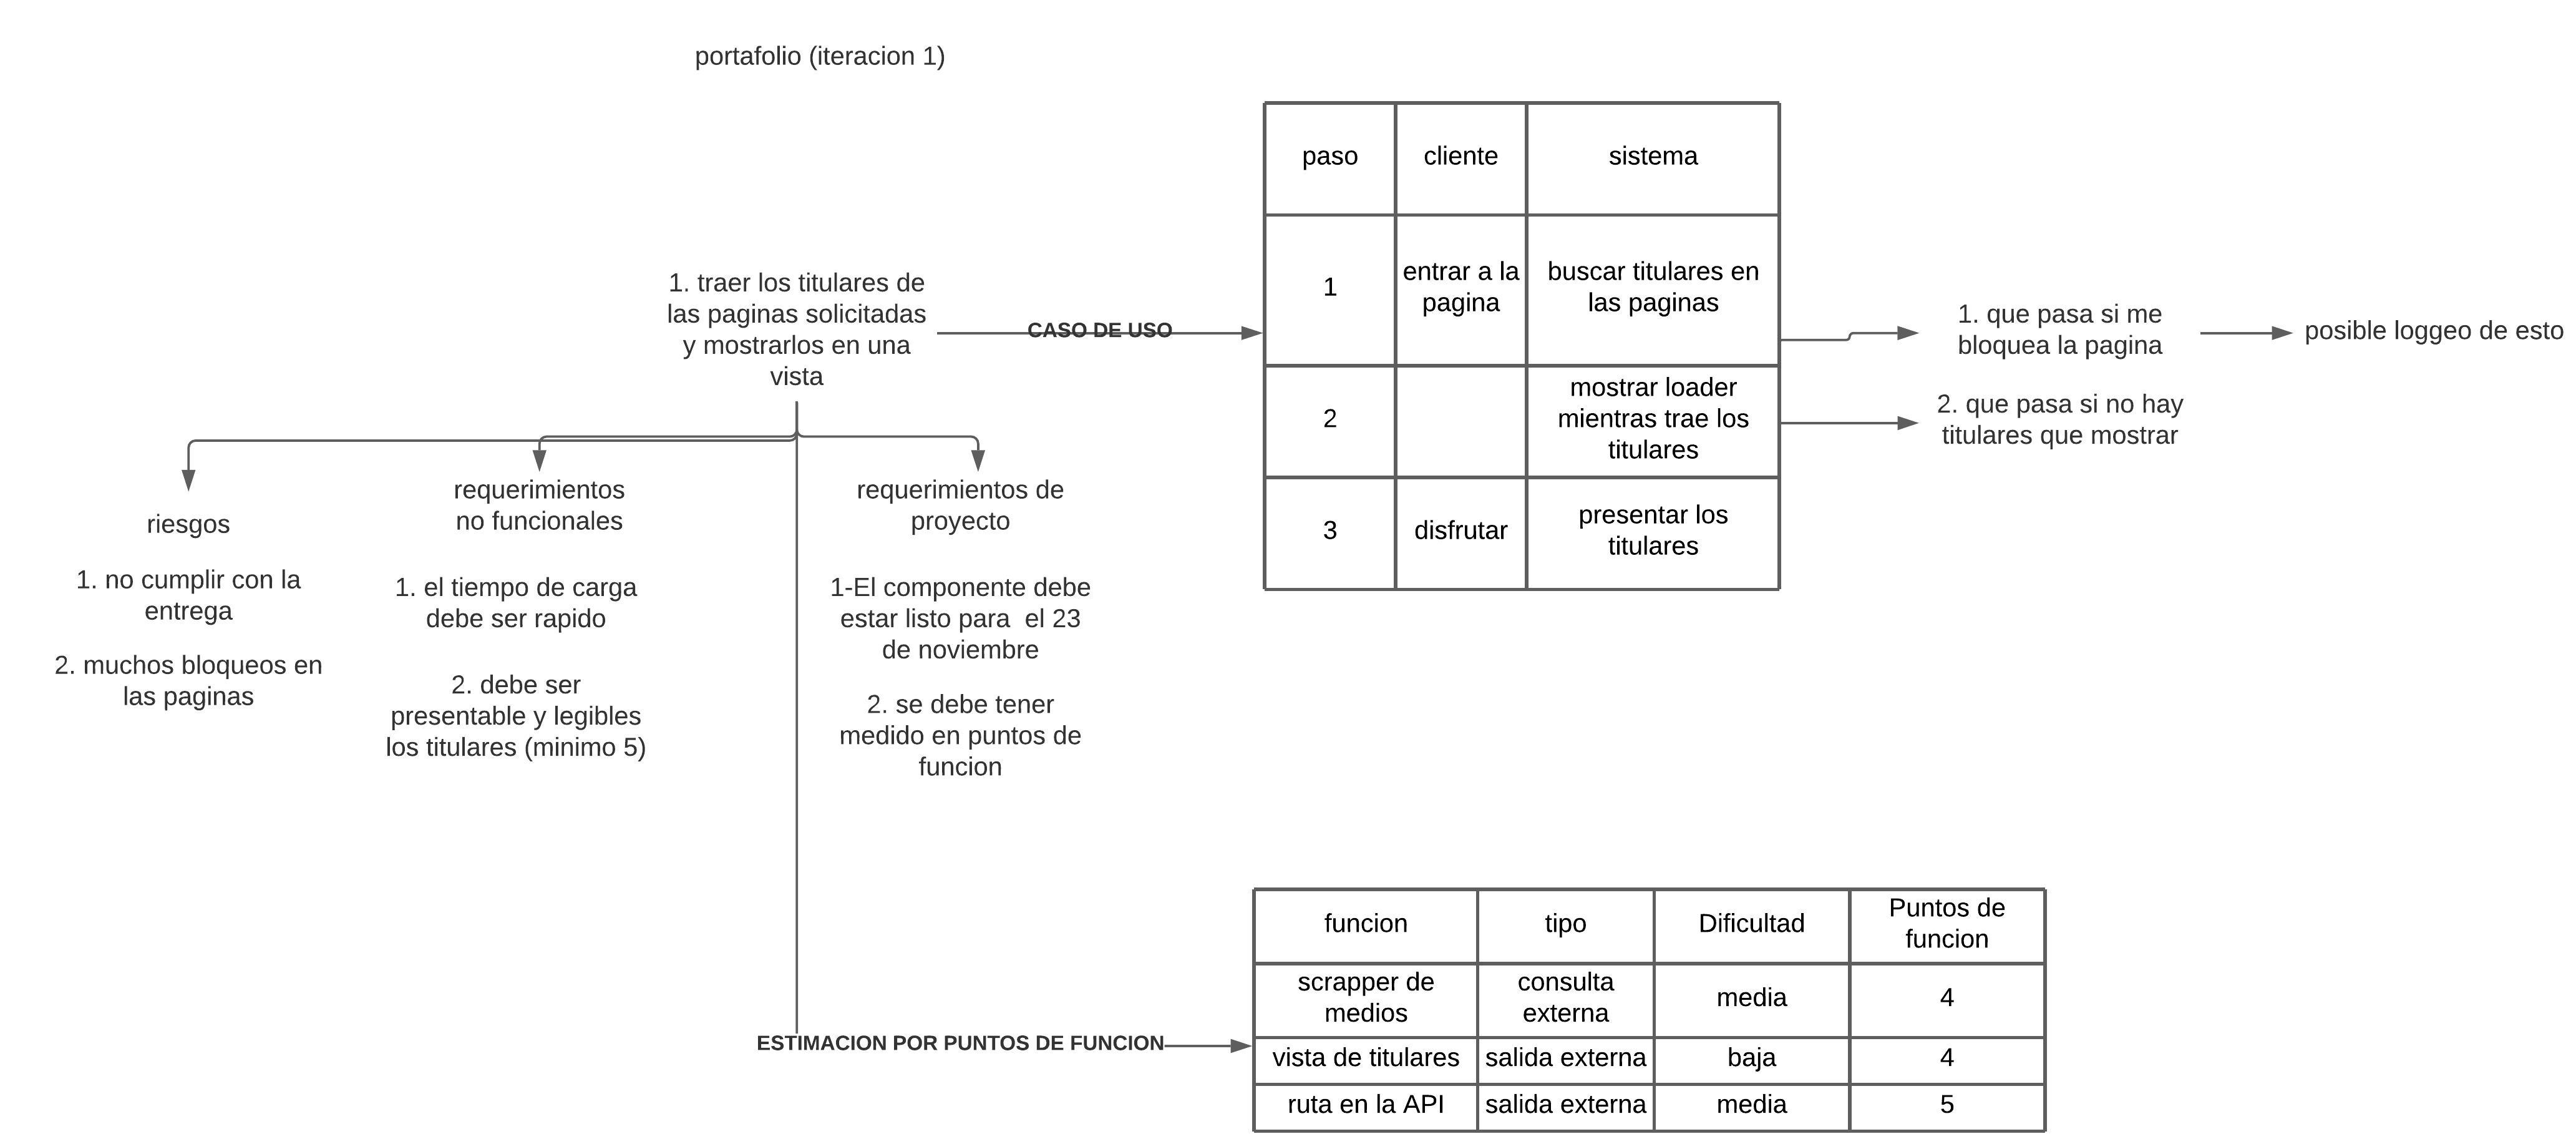 portafolio (iteracion 1)
1. traer los titulares de
las paginas solicitadas
y mostrarlos en una
vista
CASO DE USO
paso cliente sistema
1
entrar a la
pagina
buscar titulares en
las paginas
2
mostrar loader
mientras trae los
titulares
3
disfrutar
presentar los
titulares
1. que pasa si me
bloquea la pagina
posible loggeo de esto
2. que pasa si no hay
titulares que mostrar
riesgos
1. no cumplir con la
entrega
2. muchos bloqueos en
las paginas
requerimientos
no funcionales
1. el tiempo de carga
debe ser rapido
2. debe ser
presentable y legibles
los titulares (minimo 5)
requerimientos de
proyecto
1-El componente debe
estar listo para  el 23
de noviembre
2. se debe tener
medido en puntos de
funcion
ESTIMACION POR PUNTOS DE FUNCION
funcion
tipo
Dificultad
Puntos de
funcion
scrapper de
medios
consulta
externa
media
4
vista de titulares
salida externa
baja
4
ruta en la API
salida externa
media
5